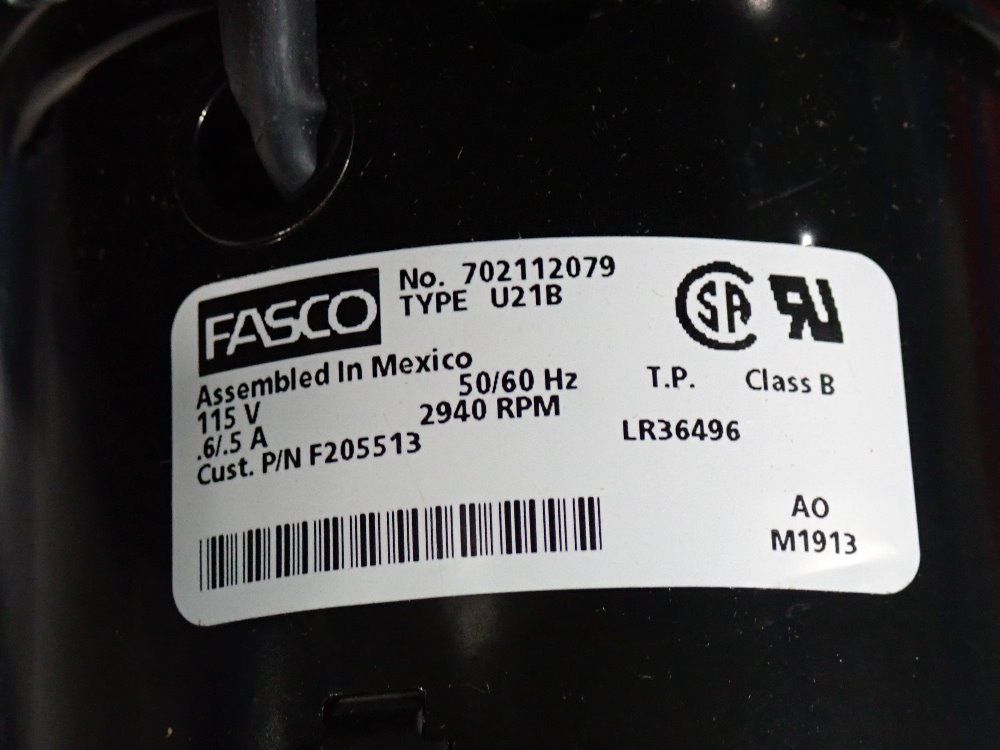 FASCO
No. 702112079
TYPE U21B
Assembled In Mexico
115 V 50/60 Hz T.P. Class B
.6/.5 A 2940 RPM
Cust. P/N F205513 LR36496
AO
M1913